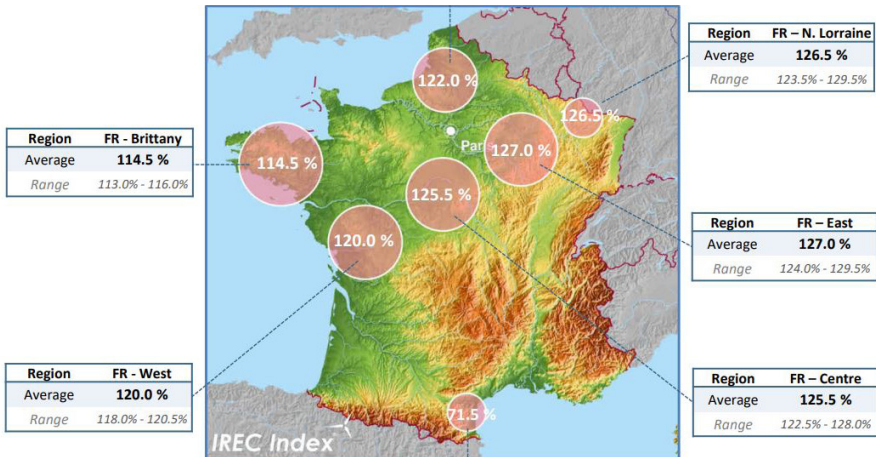 Region FR – N. Lorraine
Average 126.5 %
Range 123.5% - 129.5%
122.0 %
126.5 %
Paris
127.0 %
Region FR - Brittany
Average 114.5 %
Range 113.0% - 116.0%
114.5 %
125.5 %
120.0 %
Region FR – East
Average 127.0 %
Range 124.0% - 129.5%
Region FR - West
Average 120.0 %
Range 118.0% - 120.5%
Region FR – Centre
Average 125.5 %
Range 122.5% - 128.0%
71.5 %
IREC Index